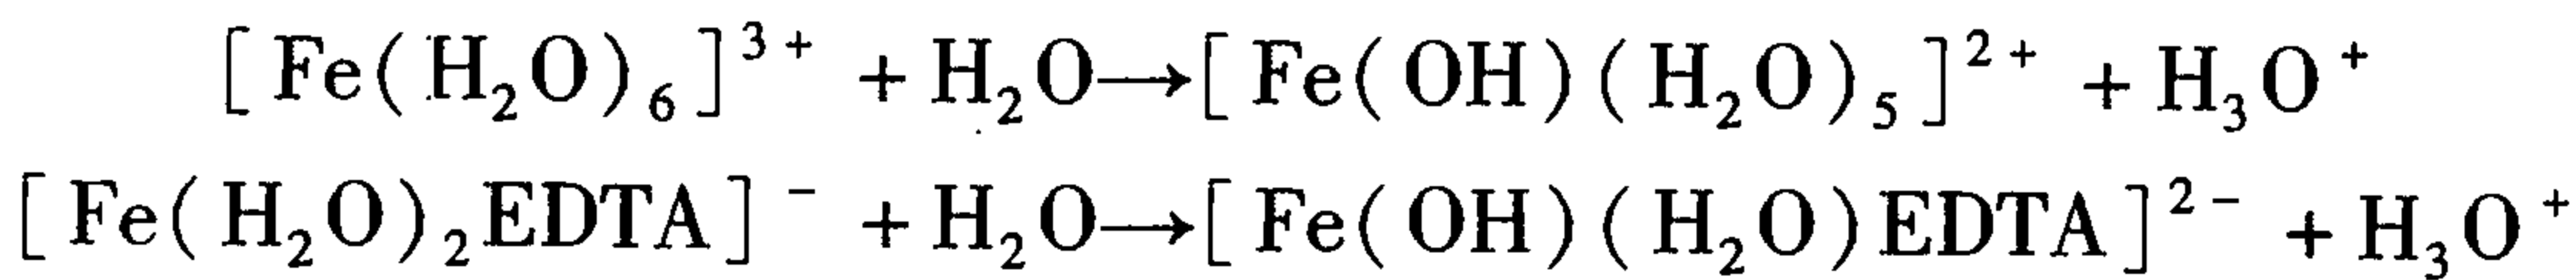 [Fe(H₂O)₆]³⁺ + H₂O→[Fe(OH)(H₂O)₅]²⁺ + H₃O⁺
[Fe(H₂O)₂EDTA]⁻ + H₂O→[Fe(OH)(H₂O)EDTA]²⁻ + H₃O⁺